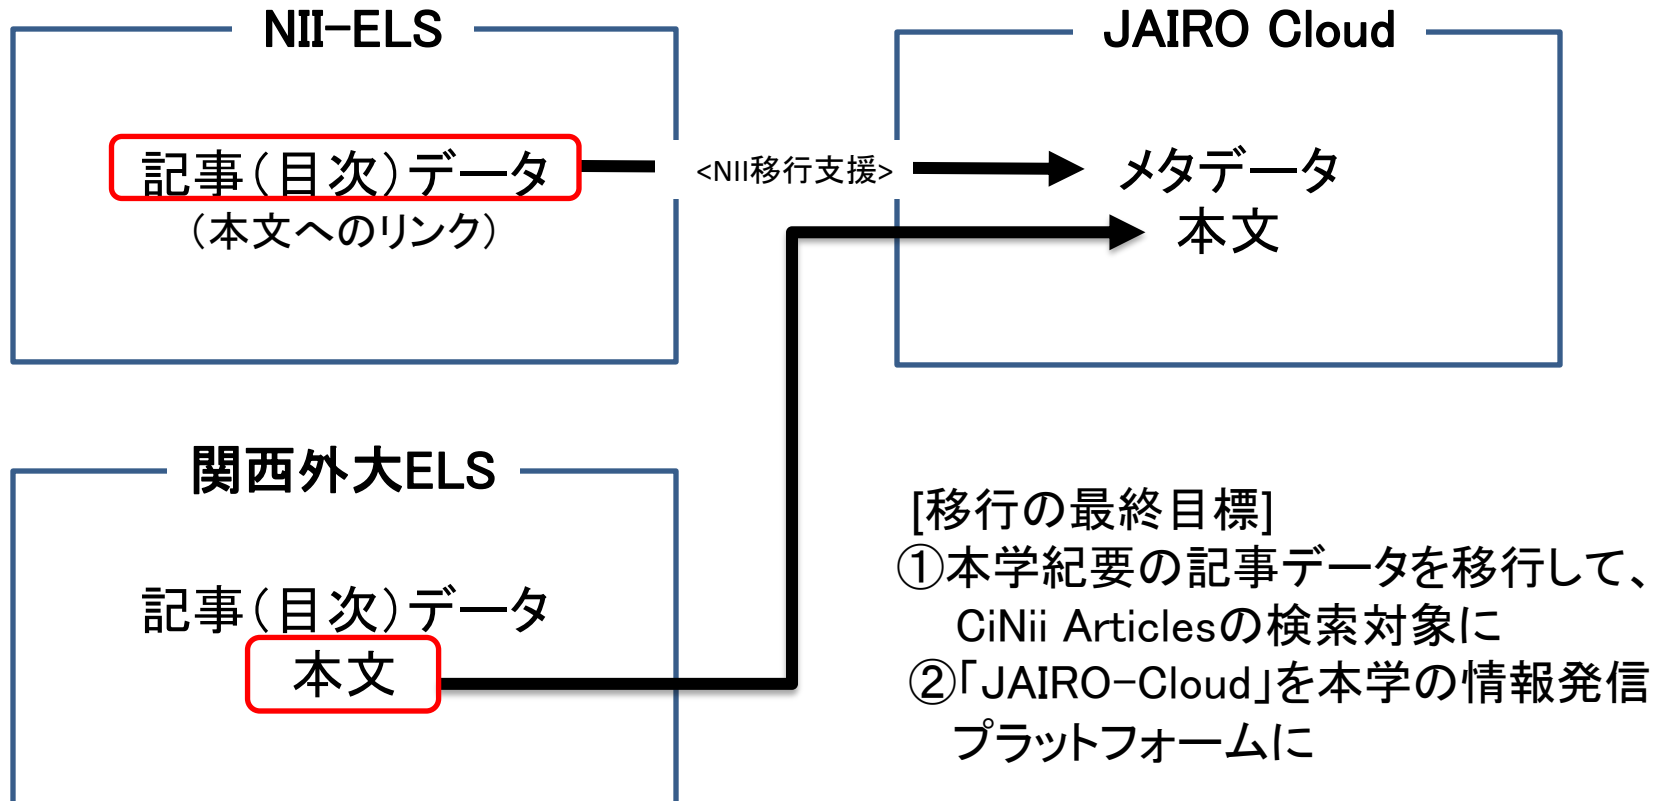 NII-ELS
記事（目次）データ
（本文へのリンク）
<NII移行支援>
JAIRO Cloud
メタデータ
本文
関西外大ELS
記事（目次）データ
本文
[移行の最終目標]
①本学紀要の記事データを移行して、
CiNii Articlesの検索対象に
②「JAIRO-Cloud」を本学の情報発信
プラットフォームに